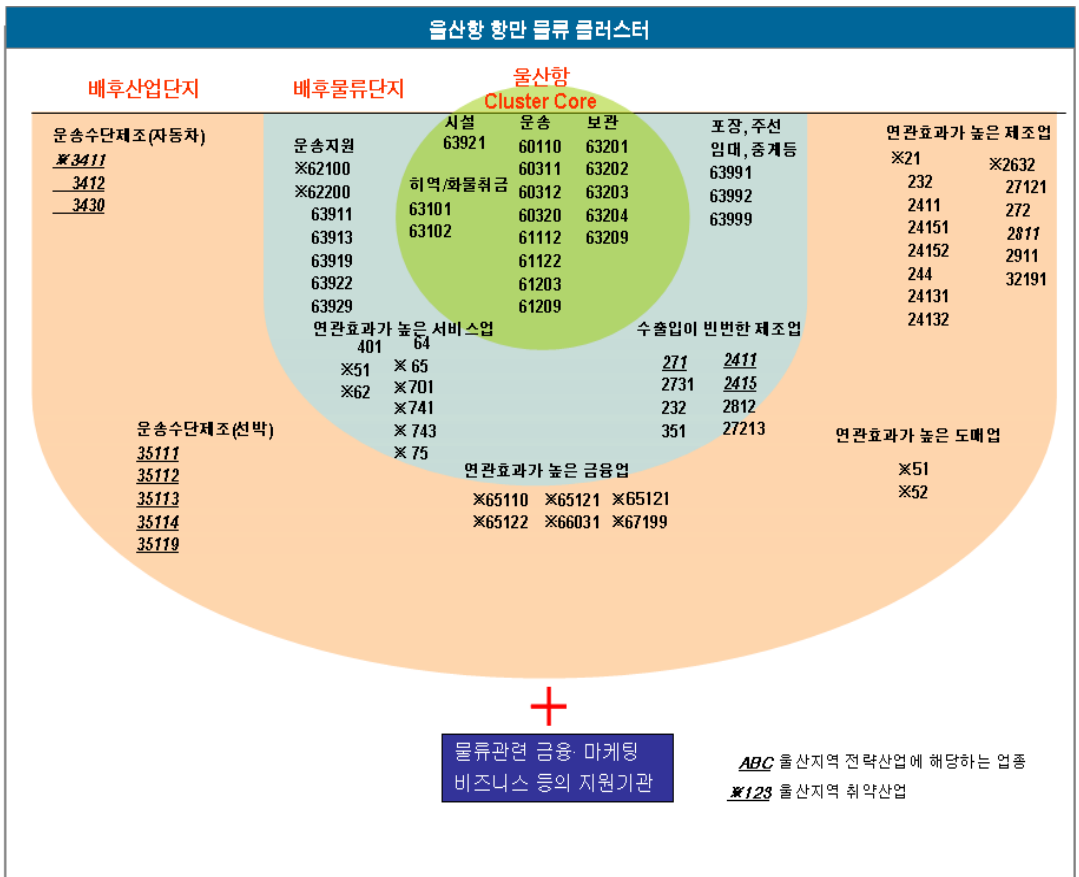 울산항 항만 물류 클러스터
배후산업단지
배후물류단지
울산항
Cluster Core
운송수단제조(자동차)
※3411
3412
3430
운송지원
※62100
※62200
63911
63913
63919
63922
63929
시설
63921
하역/화물취급
63101
63102
운송
60110
60311
60312
60320
61112
61122
61203
61209
보관
63201
63202
63203
63204
63209
포장,주선
임대,중계등
63991
63992
63999
연관효과가 높은 제조업
※21
232
2411
24151
24152
244
24131
24132
※2632
27121
272
2811
2911
32191
연관효과가 높은 서비스업
401
※51
※62
64
※65
※701
※741
※743
※75
수출입이 빈번한 제조업
271
2731
232
351
2411
2415
2812
27213
운송수단제조(선박)
35111
35112
35113
35114
35119
연관효과가 높은 금융업
※65110 ※65121 ※65121
※65122 ※66031 ※67199
연관효과가 높은 도매업
※51
※52
+
물류관련 금융· 마케팅
비즈니스 등의 지원기관
ABC 울산지역 전략산업에 해당하는 업종
※123 울산지역 취약산업